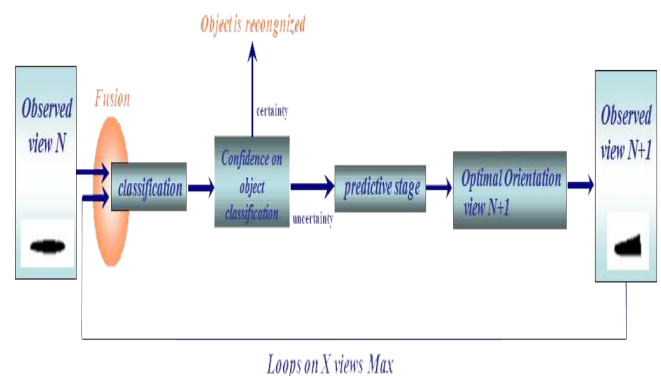 Object is recongnized
Observed
view N
Fusion
certainty
classification
Confidence on
object
classification
uncertainty
predictive stage
Optimal Orientation
view N+1
Observed
view N+1
Loops on X views Max